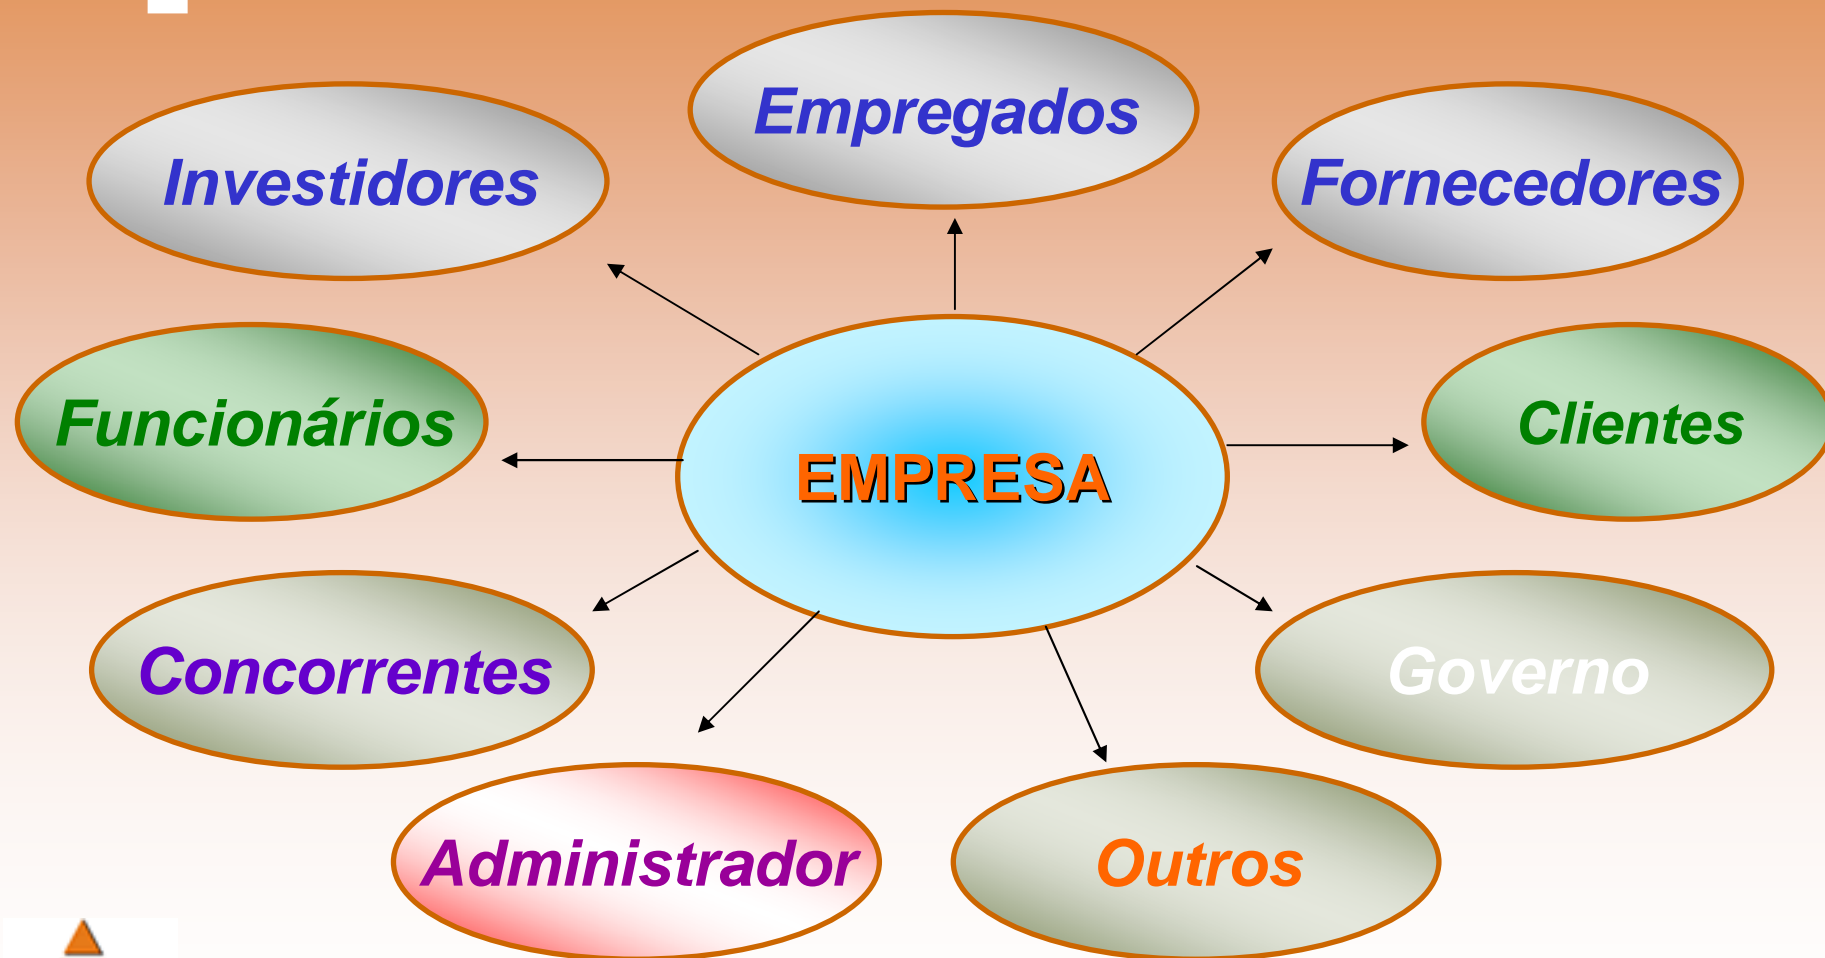 Empregados
Investidores
Fornecedores
Funcionários
Clientes
EMPRESA
Concorrentes
Governo
Administrador
Outros